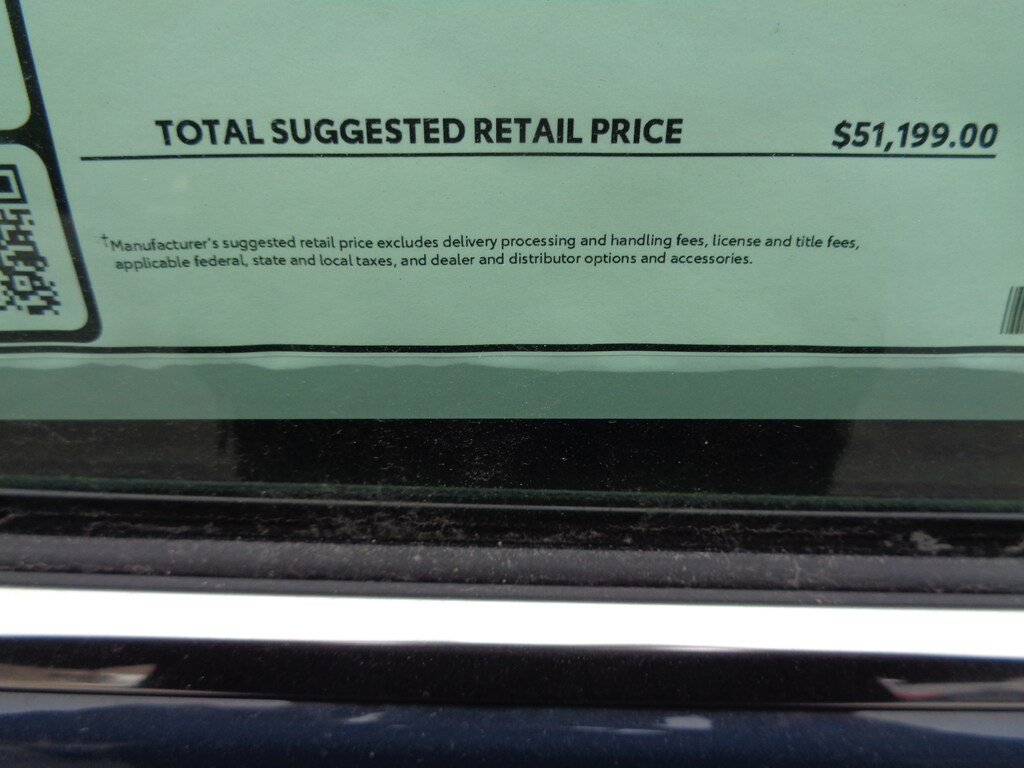 TOTAL SUGGESTED RETAIL PRICE $51,199.00
†Manufacturer's suggested retail price excludes delivery processing and handling fees, license and title fees,
applicable federal, state and local taxes, and dealer and distributor options and accessories.